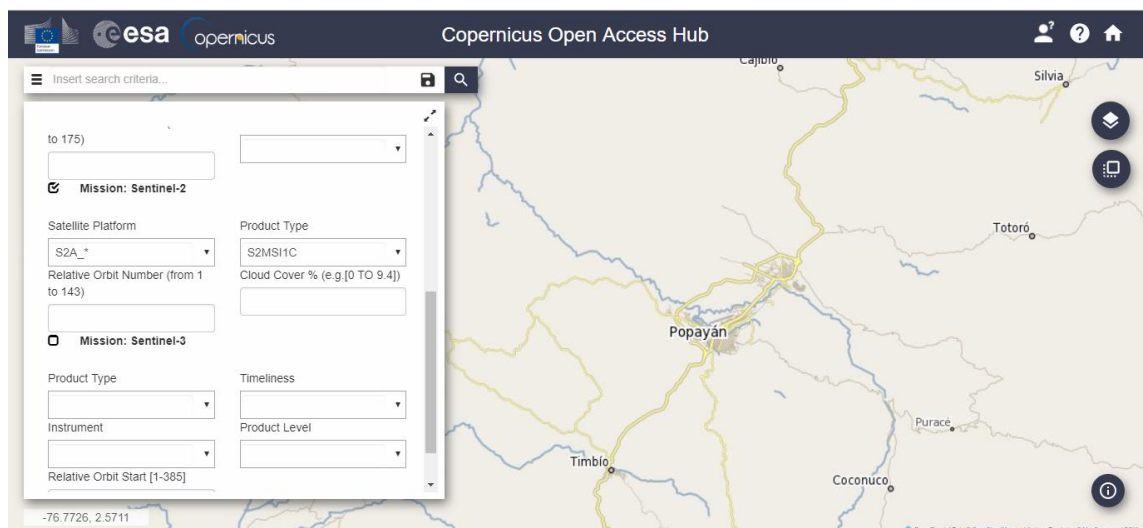 esa opernicus
Copernicus Open Access Hub
Insert search criteria...
to 175)
Mission: Sentinel-2
Satellite Platform
Product Type
S2A_*
S2MSI1C
Relative Orbit Number (from 1
to 143)
Cloud Cover % (e.g.[0 TO 9.4])
Mission: Sentinel-3
Product Type
Timeliness
Instrument
Product Level
Relative Orbit Start [1-385]
-76.7726, 2.5711
Cajibío
Silvia
Totoró
Popayán
Puracé
Timbío
Coconuco